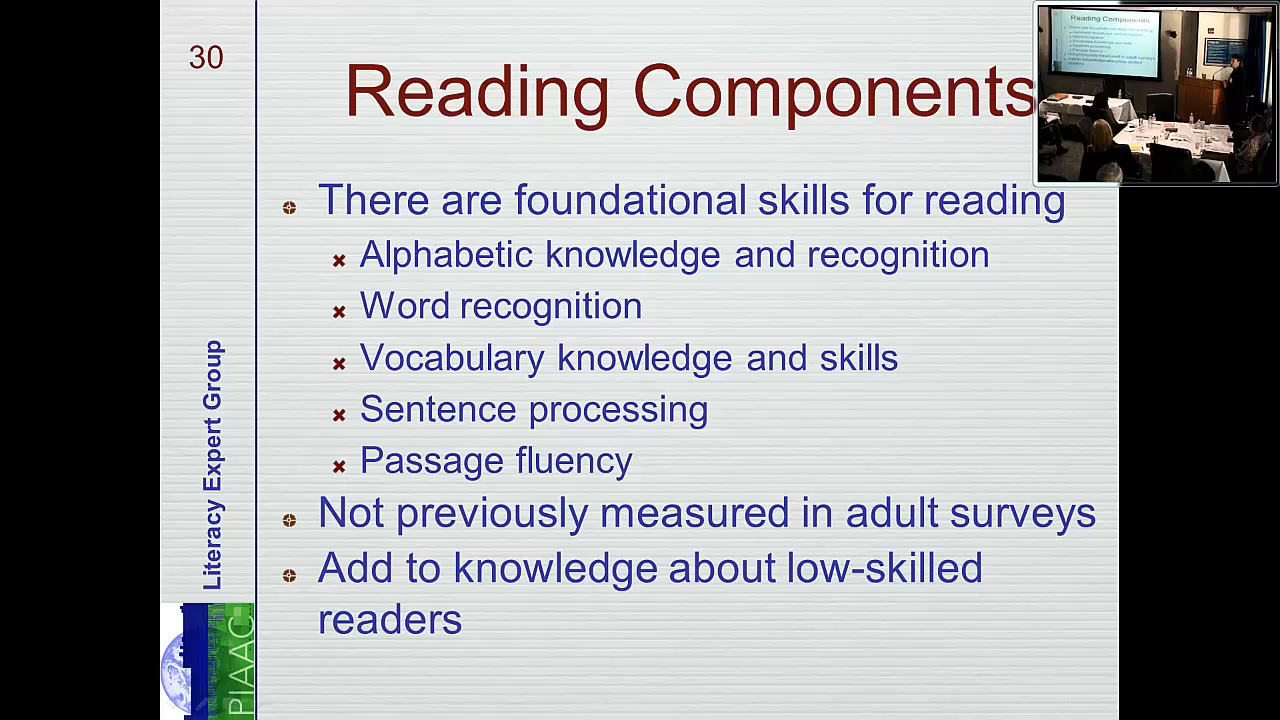 30
Reading Components
There are foundational skills for reading
Alphabetic knowledge and recognition
Word recognition
Vocabulary knowledge and skills
Sentence processing
Passage fluency
Not previously measured in adult surveys
Add to knowledge about low-skilled
readers
Literacy Expert Group
PIAAC
Reading Components